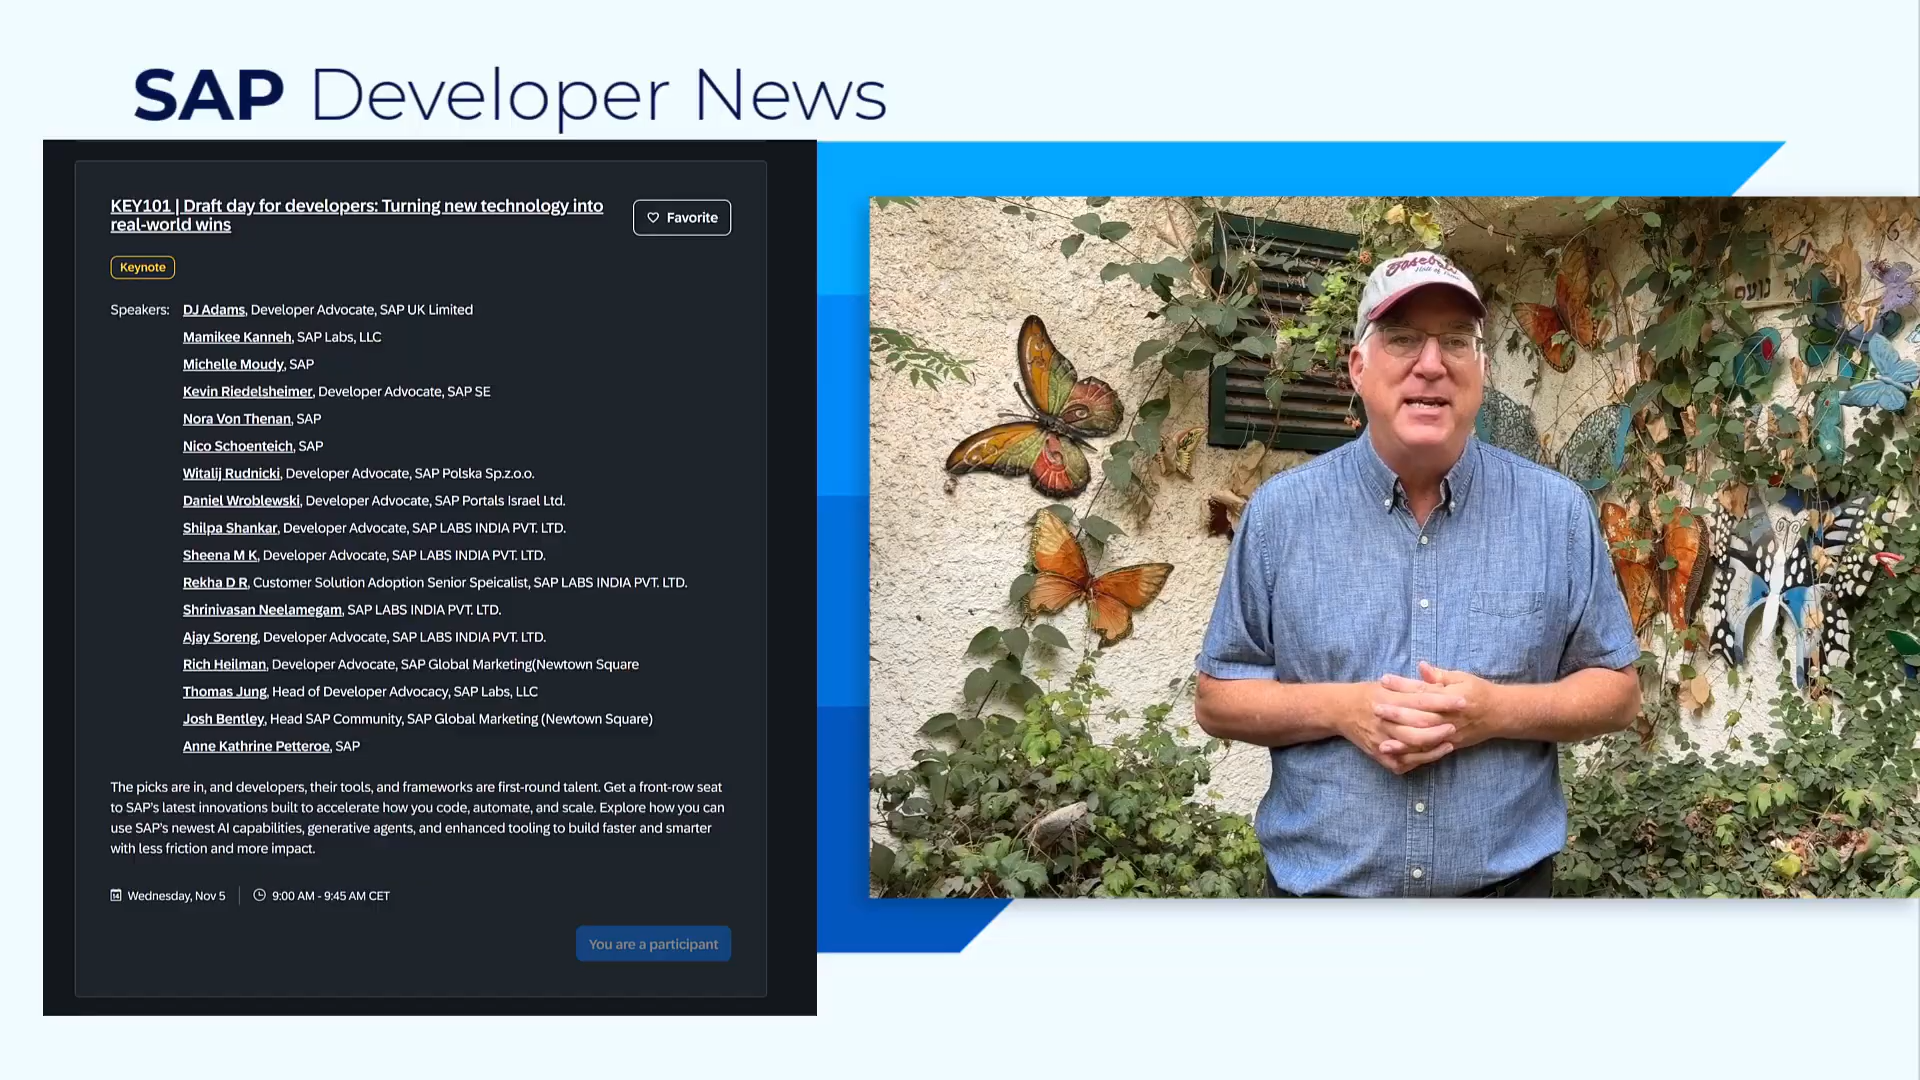 SAP Developer News
KEY101 | Draft day for developers: Turning new technology into
real-world wins
Favorite
Keynote
Speakers: DJ Adams, Developer Advocate, SAP UK Limited
Mamikee Kanneh, SAP Labs, LLC
Michelle Moudy, SAP
Kevin Riedelsheimer, Developer Advocate, SAP SE
Nora Von Thenan, SAP
Nico Schoenteich, SAP
Witalij Rudnicki, Developer Advocate, SAP Polska Sp.z.o.o.
Daniel Wroblewski, Developer Advocate, SAP Portals Israel Ltd.
Shilpa Shankar, Developer Advocate, SAP LABS INDIA PVT. LTD.
Sheena M K, Developer Advocate, SAP LABS INDIA PVT. LTD.
Rekha D R, Customer Solution Adoption Senior Speicalist, SAP LABS INDIA PVT. LTD.
Shrinivasan Neelamegam, SAP LABS INDIA PVT. LTD.
Ajay Soreng, Developer Advocate, SAP LABS INDIA PVT. LTD.
Rich Heilman, Developer Advocate, SAP Global Marketing(Newtown Square
Thomas Jung, Head of Developer Advocacy, SAP Labs, LLC
Josh Bentley, Head SAP Community, SAP Global Marketing (Newtown Square)
Anne Kathrine Petteroe, SAP
The picks are in, and developers, their tools, and frameworks are first-round talent. Get a front-row seat
to SAP's latest innovations built to accelerate how you code, automate, and scale. Explore how you can
use SAP's newest AI capabilities, generative agents, and enhanced tooling to build faster and smarter
with less friction and more impact.
Wednesday, Nov 5 9:00 AM - 9:45 AM CET
You are a participant
Baseball
Hall of Fame